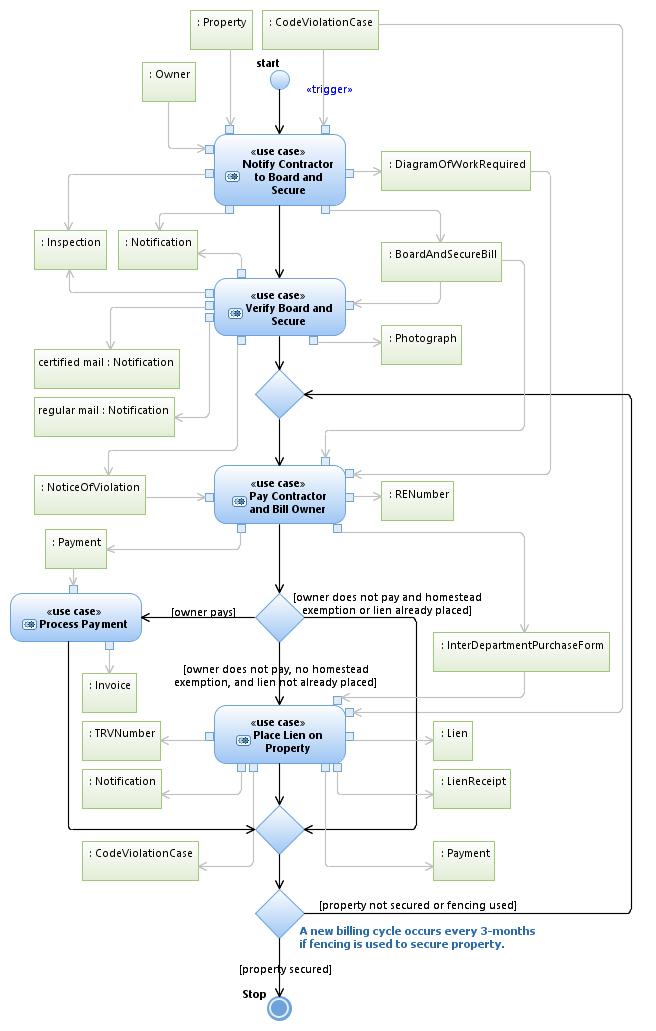 : Property
: CodeViolationCase
start
: Owner
«trigger»
«use case»
Notify Contractor
to Board and
Secure
: DiagramOfWorkRequired
: Inspection
: Notification
: BoardAndSecureBill
«use case»
Verify Board and
Secure
: Photograph
certified mail : Notification
regular mail : Notification
«use case»
Pay Contractor
and Bill Owner
: NoticeOfViolation
: RENumber
: Payment
[owner does not pay and homestead
exemption or lien already placed]
«use case»
Process Payment
[owner pays]
: InterDepartmentPurchaseForm
[owner does not pay, no homestead
exemption, and lien not already placed]
: Invoice
«use case»
Place Lien on
Property
: TRVNumber
: Lien
: Notification
: LienReceipt
: CodeViolationCase
: Payment
[property not secured or fencing used]
A new billing cycle occurs every 3-months
if fencing is used to secure property.
[property secured]
Stop